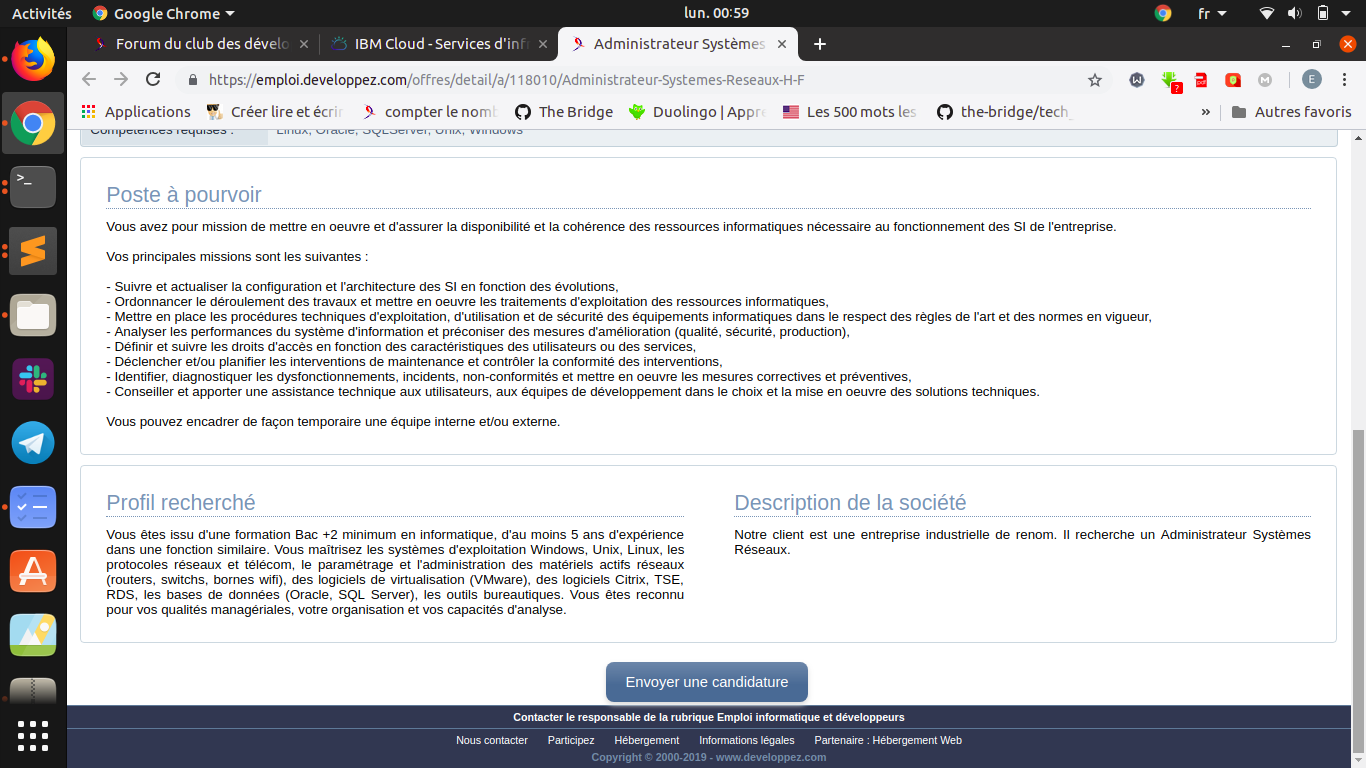 Activités
Google Chrome
lun. 00:59
fr
Forum du club des dévelo
IBM Cloud - Services d'inf
Administrateur Systèmes
https://emploi.developpez.com/offres/detail/a/118010/Administrateur-Systemes-Reseaux-H-F
E
Applications
Créer lire et écrir
compter le nomb
The Bridge
Duolingo | Appre
Les 500 mots les
the-bridge/tech_
»
Autres favoris
Compétences requises :
Linux, Oracle, SQLServer, Unix, Windows
Poste à pourvoir
Vous avez pour mission de mettre en oeuvre et d'assurer la disponibilité et la cohérence des ressources informatiques nécessaire au fonctionnement des SI de l'entreprise.
Vos principales missions sont les suivantes :
- Suivre et actualiser la configuration et l'architecture des SI en fonction des évolutions,
- Ordonnancer le déroulement des travaux et mettre en oeuvre les traitements d'exploitation des ressources informatiques,
- Mettre en place les procédures techniques d'exploitation, d'utilisation et de sécurité des équipements informatiques dans le respect des règles de l'art et des normes en vigueur,
- Analyser les performances du système d'information et préconiser des mesures d'amélioration (qualité, sécurité, production),
- Définir et suivre les droits d'accès en fonction des caractéristiques des utilisateurs ou des services,
- Déclencher et/ou planifier les interventions de maintenance et contrôler la conformité des interventions,
- Identifier, diagnostiquer les dysfonctionnements, incidents, non-conformités et mettre en oeuvre les mesures correctives et préventives,
- Conseiller et apporter une assistance technique aux utilisateurs, aux équipes de développement dans le choix et la mise en oeuvre des solutions techniques.
Vous pouvez encadrer de façon temporaire une équipe interne et/ou externe.
Profil recherché
Vous êtes issu d'une formation Bac +2 minimum en informatique, d'au moins 5 ans d'expérience
dans une fonction similaire. Vous maîtrisez les systèmes d'exploitation Windows, Unix, Linux, les
protocoles réseaux et télécom, le paramétrage et l'administration des matériels actifs réseaux
(routers, switchs, bornes wifi), des logiciels de virtualisation (VMware), des logiciels Citrix, TSE,
RDS, les bases de données (Oracle, SQL Server), les outils bureautiques. Vous êtes reconnu
pour vos qualités managériales, votre organisation et vos capacités d'analyse.
Description de la société
Notre client est une entreprise industrielle de renom. Il recherche un Administrateur Systèmes
Réseaux.
Envoyer une candidature
Contacter le responsable de la rubrique Emploi informatique et développeurs
Nous contacter
Participez
Hébergement
Informations légales
Partenaire : Hébergement Web
Copyright © 2000-2019 - www.developpez.com